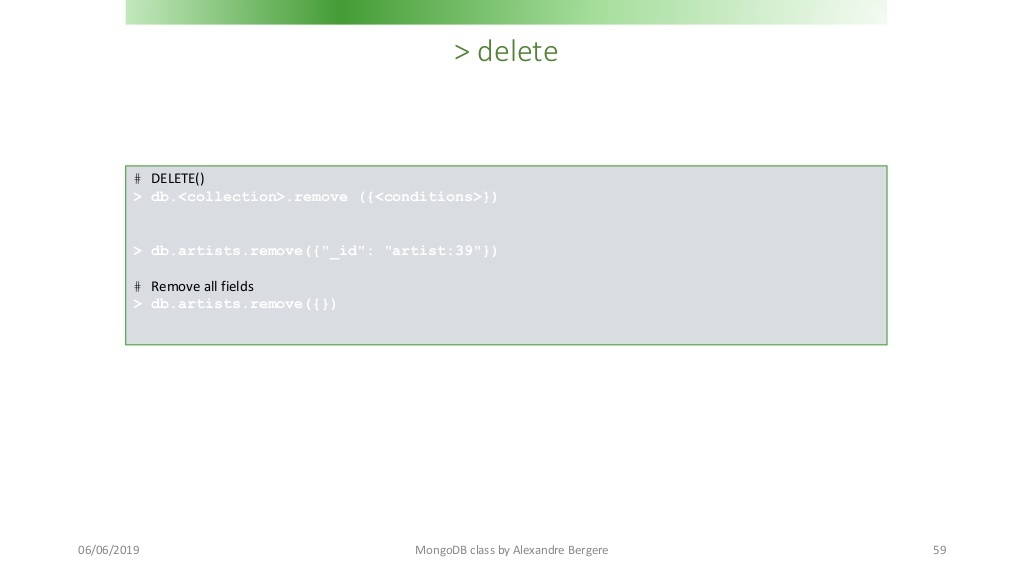 > delete
# DELETE()
> db.<collection>.remove ({<conditions>})
> db.artists.remove({"_id": "artist:39"})
# Remove all fields
> db.artists.remove({})
06/06/2019
MongoDB class by Alexandre Bergere
59